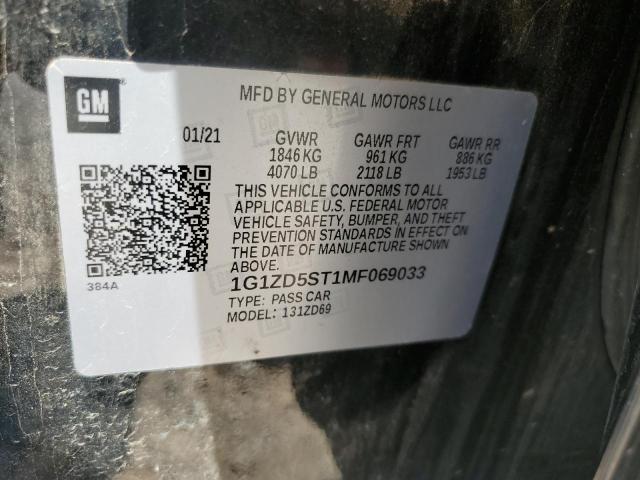 GM
MFD BY GENERAL MOTORS LLC
01/21 GVWR GAWR FRT GAWR RR
1846 KG 961 KG 886 KG
4070 LB 2118 LB 1953 LB
THIS VEHICLE CONFORMS TO ALL
APPLICABLE U.S. FEDERAL MOTOR
VEHICLE SAFETY, BUMPER, AND THEFT
PREVENTION STANDARDS IN EFFECT ON
THE DATE OF MANUFACTURE SHOWN
ABOVE.
384A
1G1ZD5ST1MF069033
TYPE: PASS CAR
MODEL: 131ZD69